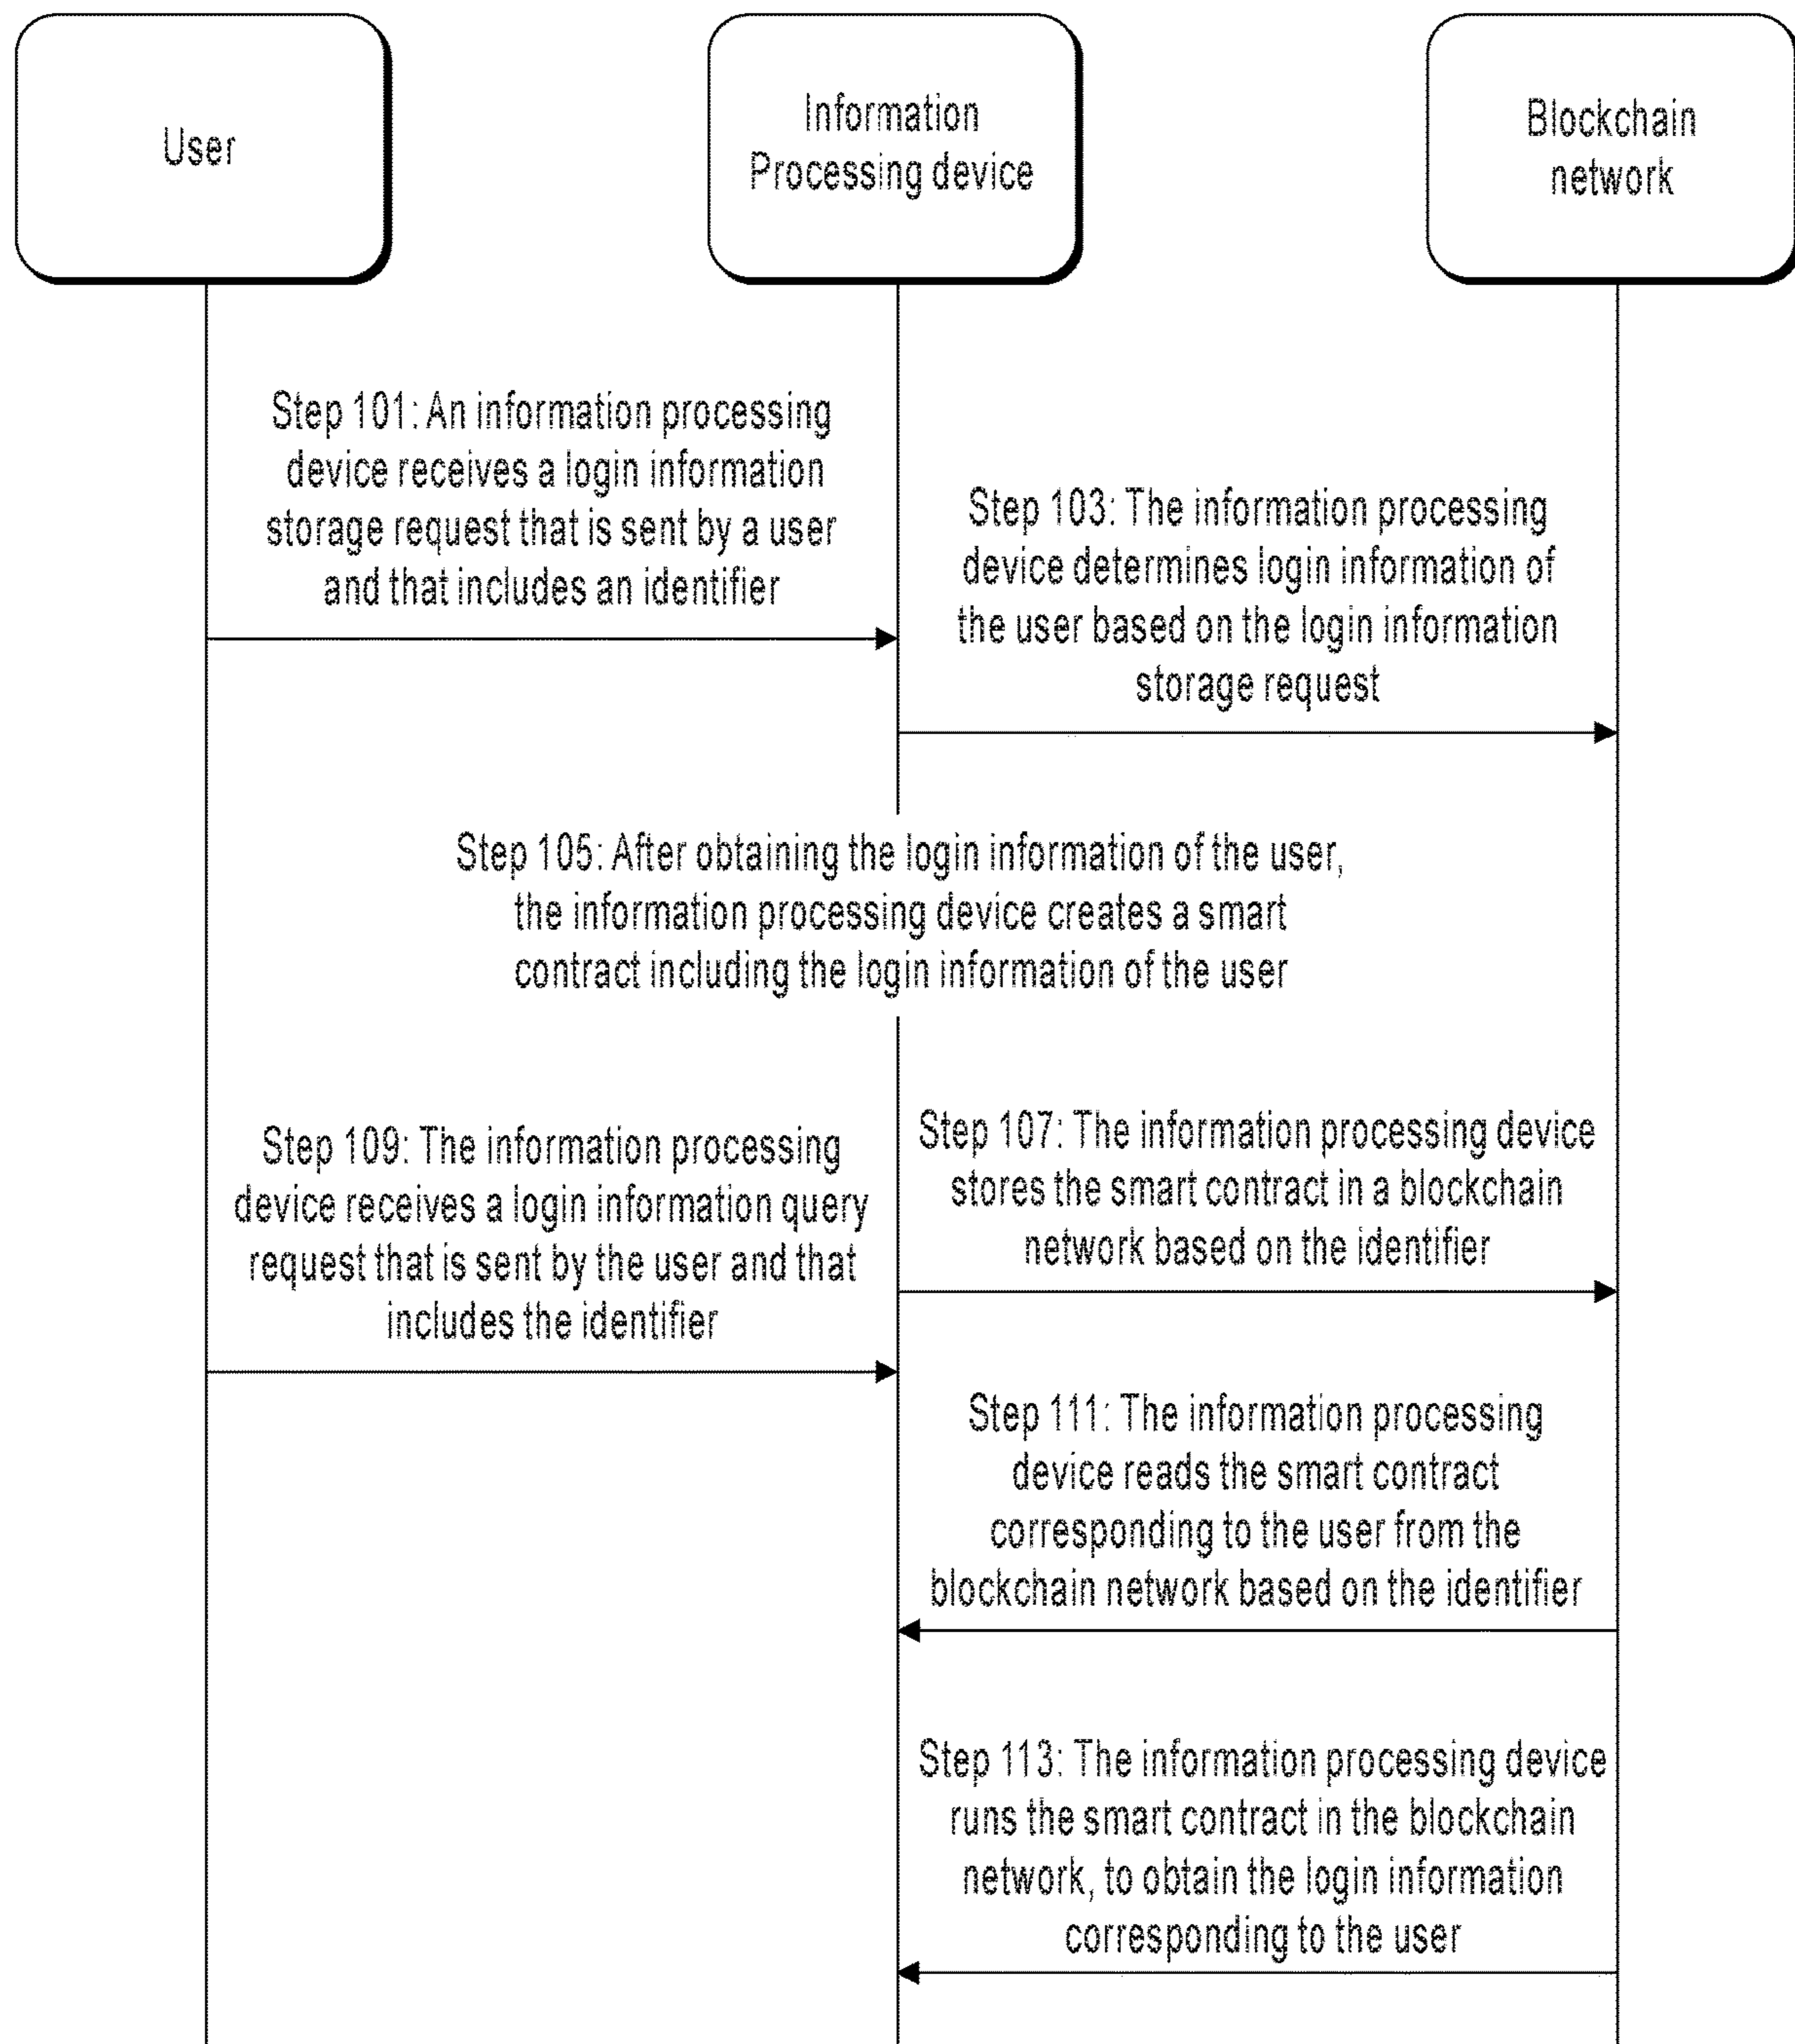 User
Information
Processing device
Blockchain
network
Step 101: An information processing
device receives a login information
storage request that is sent by a user
and that includes an identifier
Step 103: The information processing
device determines login information of
the user based on the login information
storage request
Step 105: After obtaining the login information of the user,
the information processing device creates a smart
contract including the login information of the user
Step 107: The information processing device
stores the smart contract in a blockchain
network based on the identifier
Step 109: The information processing
device receives a login information query
request that is sent by the user and that
includes the identifier
Step 111: The information processing
device reads the smart contract
corresponding to the user from the
blockchain network based on the identifier
Step 113: The information processing device
runs the smart contract in the blockchain
network, to obtain the login information
corresponding to the user